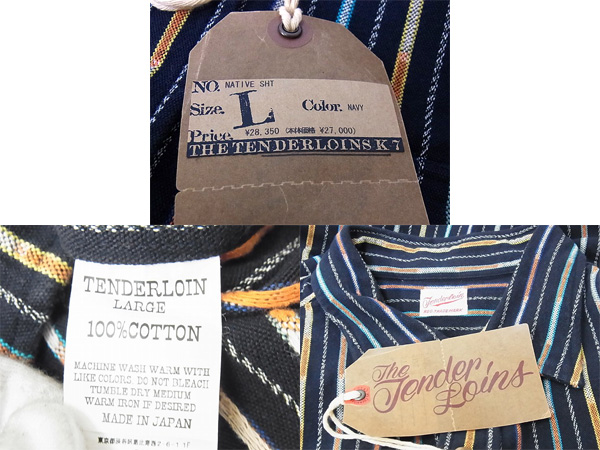 NO. NATIVE SHT
Size. L Color. NAVY
Price. ¥28,350 (本体価格 ¥27,000)
THE TENDERLOINS K 7
TENDERLOIN
LARGE
100%COTTON
MACHINE WASH WARM WITH
LIKE COLORS. DO NOT BLEACH
TUMBLE DRY MEDIUM
WARM IRON IF DESIRED
MADE IN JAPAN
Tenderloin
The
Tender
Loins